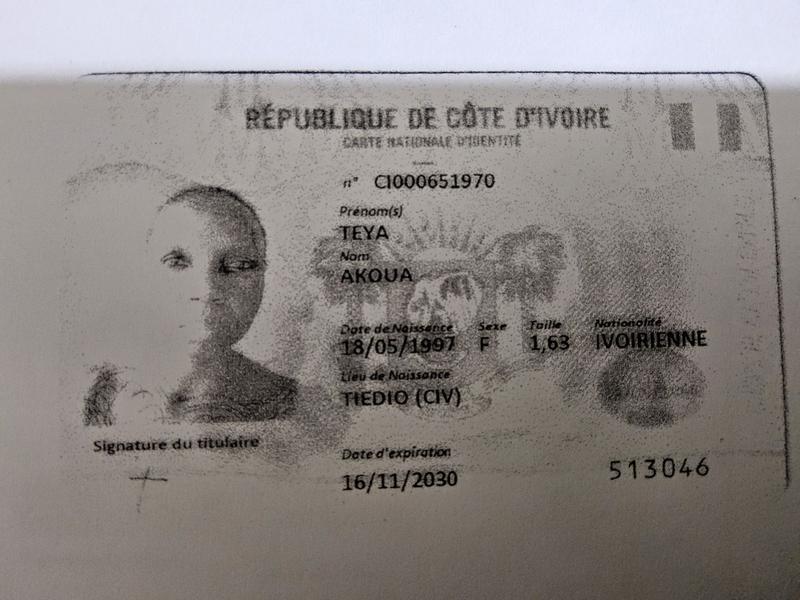 RÉPUBLIQUE DE CÔTE D'IVOIRE
CARTE NATIONALE D'IDENTITÉ
n° CI000651970
Prénom(s)
TEYA
Nom
AKOUA
Date de Naissance Sexe Taille Nationalité
18/05/1997 F 1,63 IVOIRIENNE
Lieu de Naissance
TIEDIO (CIV)
Signature du titulaire
Date d'expiration
16/11/2030
513046